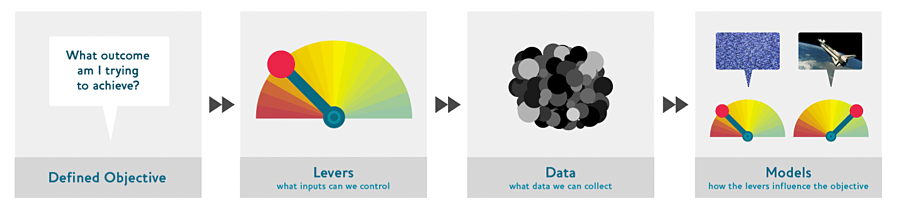 What outcome
am I trying
to achieve?
Defined Objective
Levers
what inputs can we control
Data
what data we can collect
Models
how the levers influence the objective